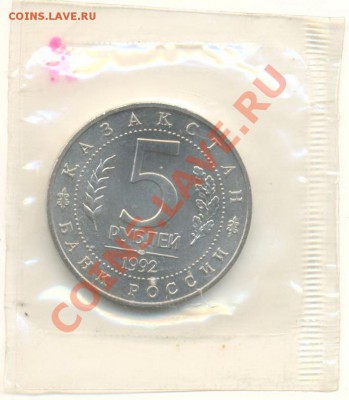 COINS.LAVE.RU
COINS.LAVE.RU
КАЗАХСТАН
5
РУБЛЕЙ
1992
БАНК РОССИИ